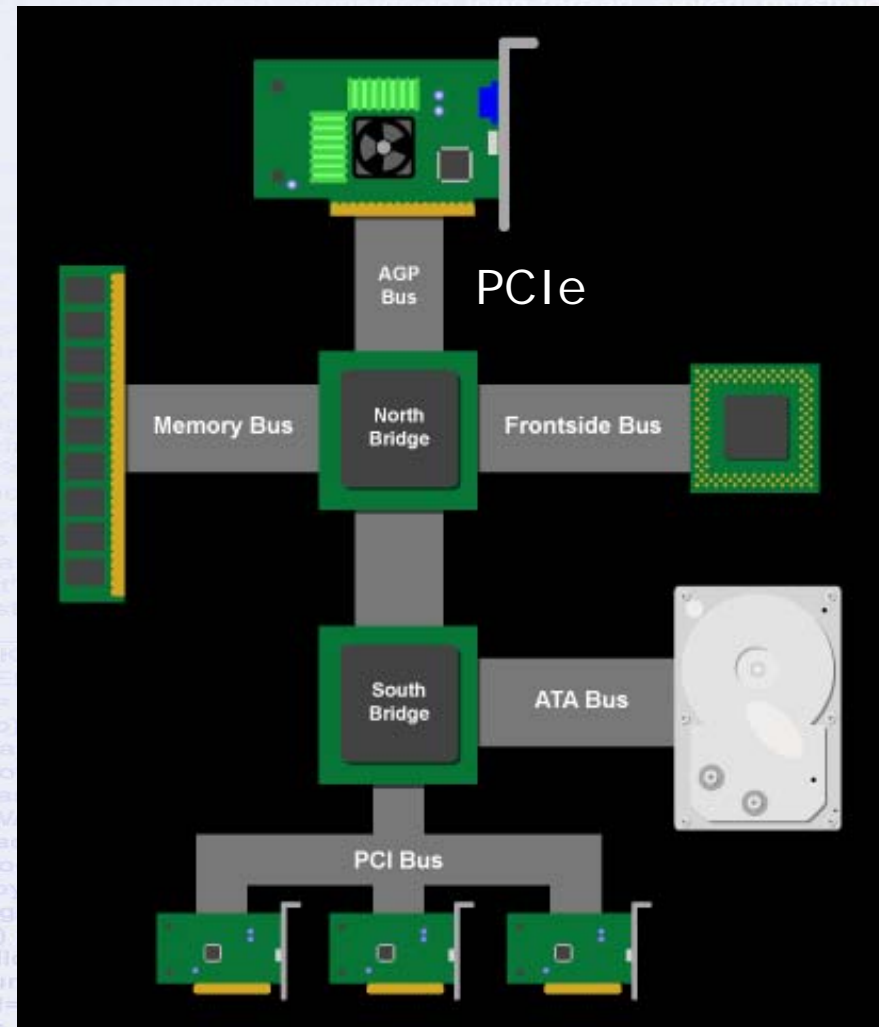 AGP
Bus
PCIe
Memory Bus
North
Bridge
Frontside Bus
South
Bridge
ATA Bus
PCI Bus